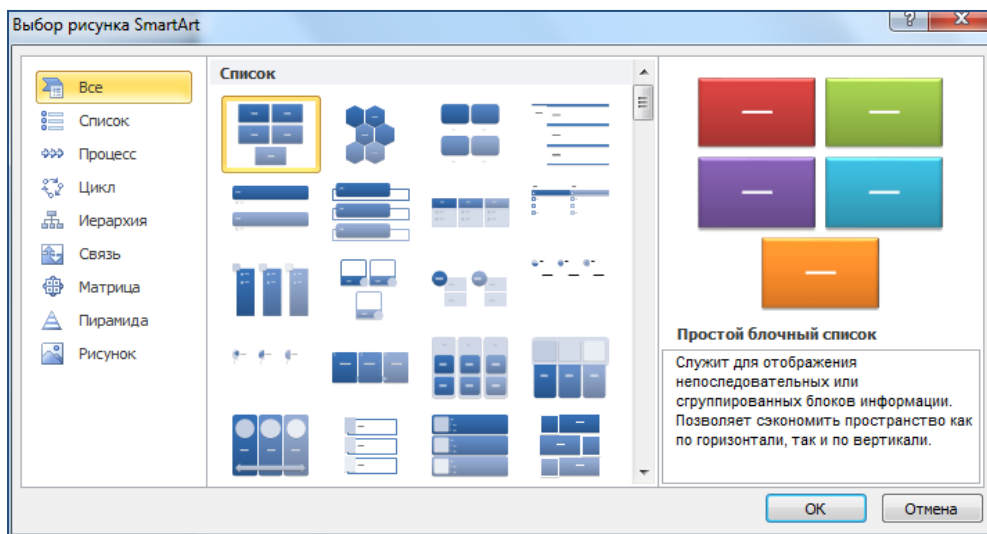 Выбор рисунка SmartArt
Все
Список
Процесс
Цикл
Иерархия
Связь
Матрица
Пирамида
Рисунок
Список
Простой блочный список
Служит для отображения
непоследовательных или
сгруппированных блоков информации.
Позволяет сэкономить пространство как
по горизонтали, так и по вертикали.
ОК
Отмена